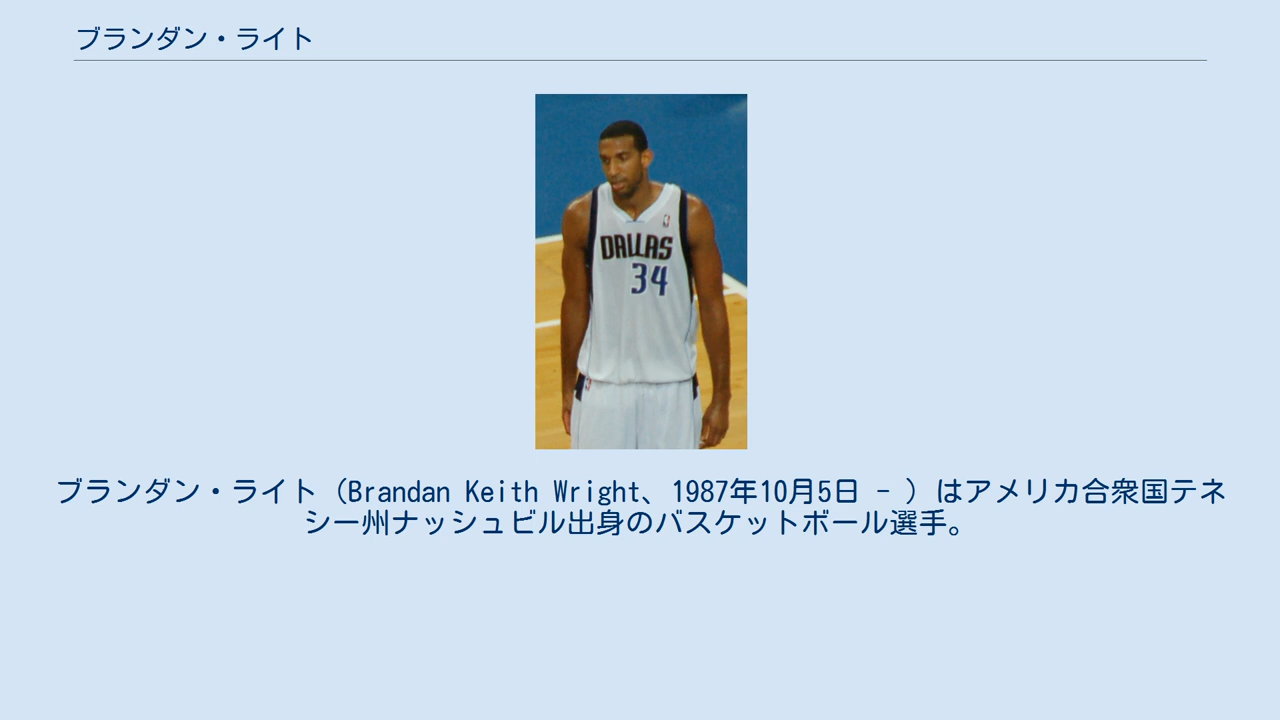 ブランダン・ライト
DALLAS
34
ブランダン・ライト（Brandan Keith Wright、1987年10月5日 - ）はアメリカ合衆国テネ
シー州ナッシュビル出身のバスケットボール選手。